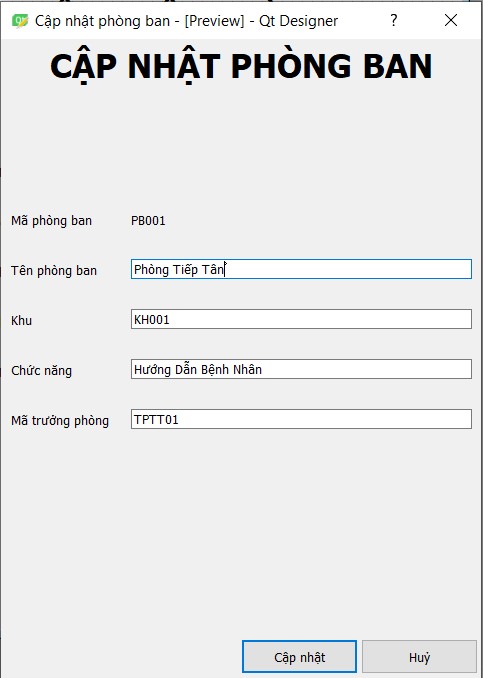 Cập nhật phòng ban - [Preview] - Qt Designer
CẬP NHẬT PHÒNG BAN
Mã phòng ban PB001
Tên phòng ban Phòng Tiếp Tân
Khu KH001
Chức năng Hướng Dẫn Bệnh Nhân
Mã trưởng phòng TPTT01
Cập nhật Huỷ